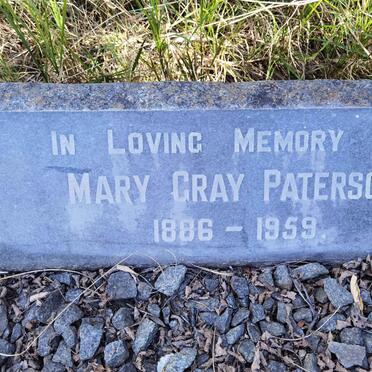 IN LOVING MEMORY
MARY GRAY PATERSO
1886 - 1959.